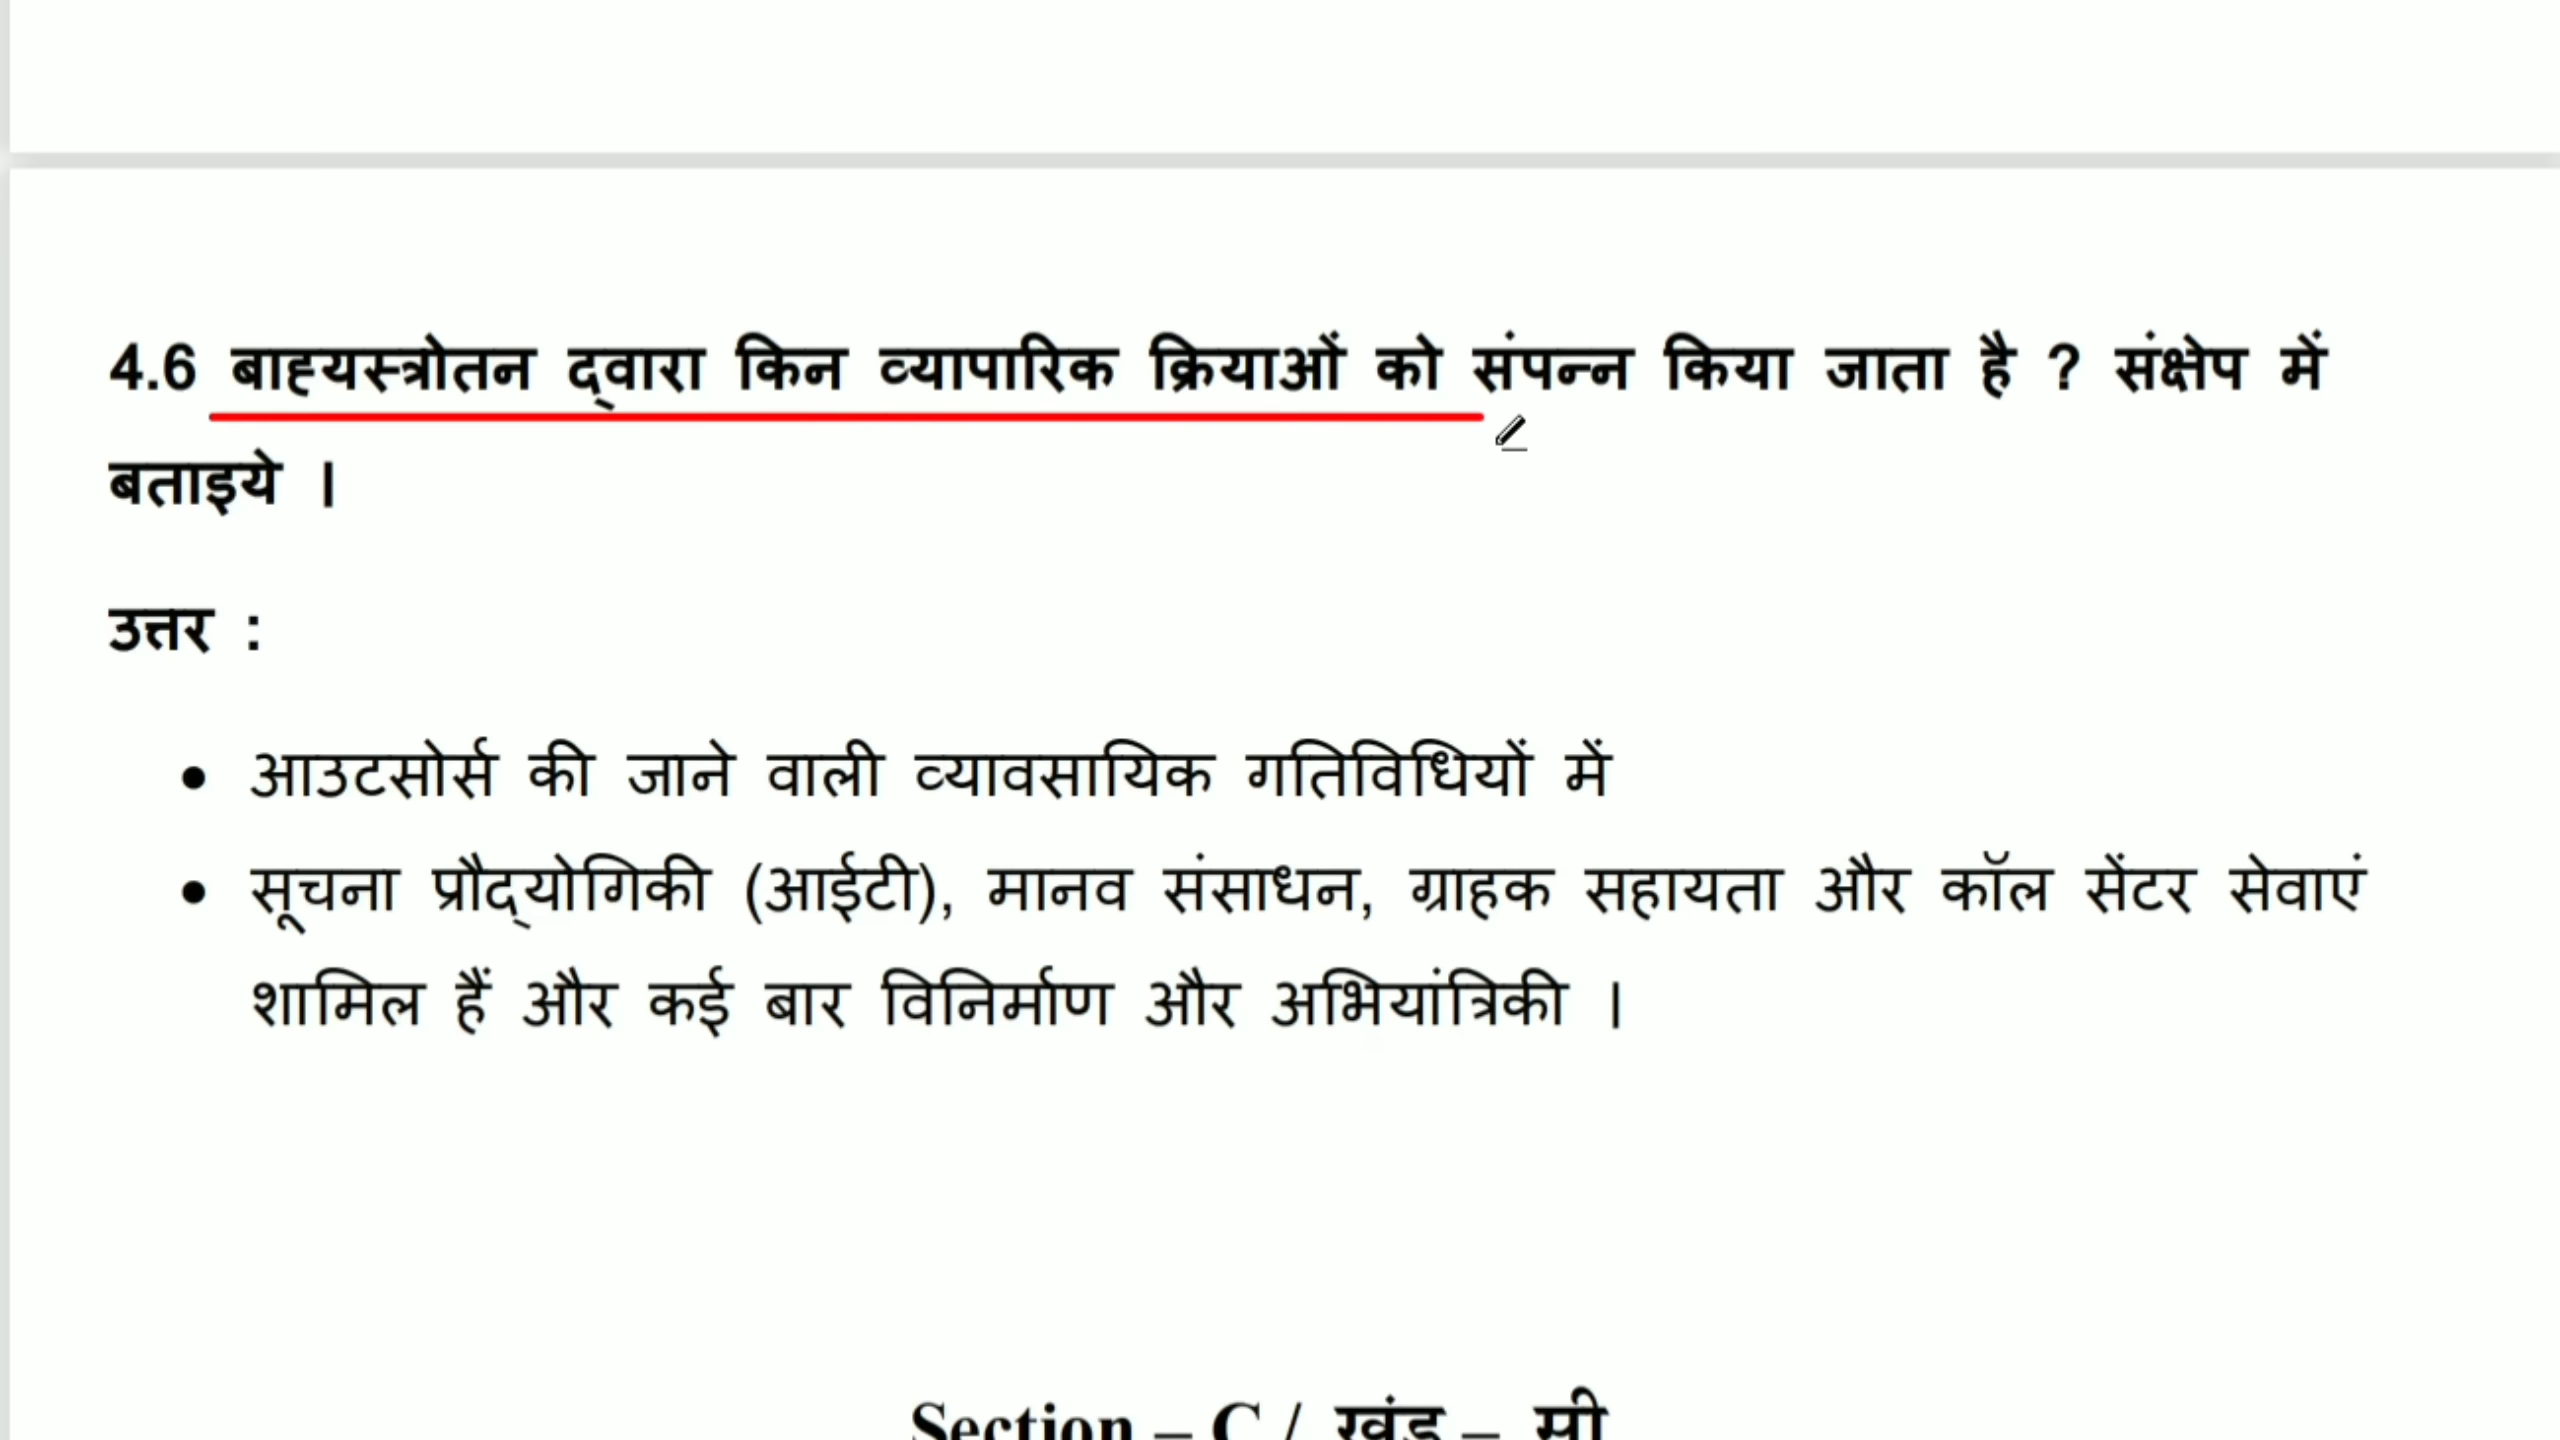 4.6 बाह्यस्त्रोतन द्वारा किन व्यापारिक क्रियाओं को संपन्न किया जाता है ? संक्षेप में
बताइये ।
उत्तर :
• आउटसोर्स की जाने वाली व्यावसायिक गतिविधियों में
• सूचना प्रौद्योगिकी (आईटी), मानव संसाधन, ग्राहक सहायता और कॉल सेंटर सेवाएं
शामिल हैं और कई बार विनिर्माण और अभियांत्रिकी ।
Section – C / खंड – सी